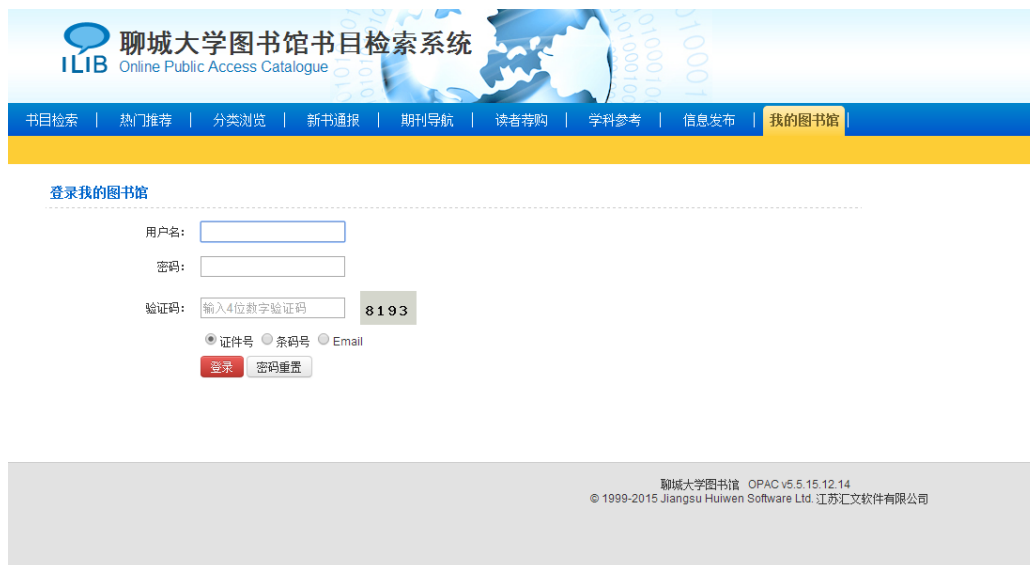 ILIB
聊城大学图书馆书目检索系统
Online Public Access Catalogue
书目检索 | 热门推荐 | 分类浏览 | 新书通报 | 期刊导航 | 读者荐购 | 学科参考 | 信息发布 | 我的图书馆 |
登录我的图书馆
用户名:
密码:
验证码: 输入4位数字验证码 8193
证件号 条码号 Email
登录 密码重置
聊城大学图书馆 OPAC v5.5.15.12.14
© 1999-2015 Jiangsu Huiwen Software Ltd. 江苏汇文软件有限公司